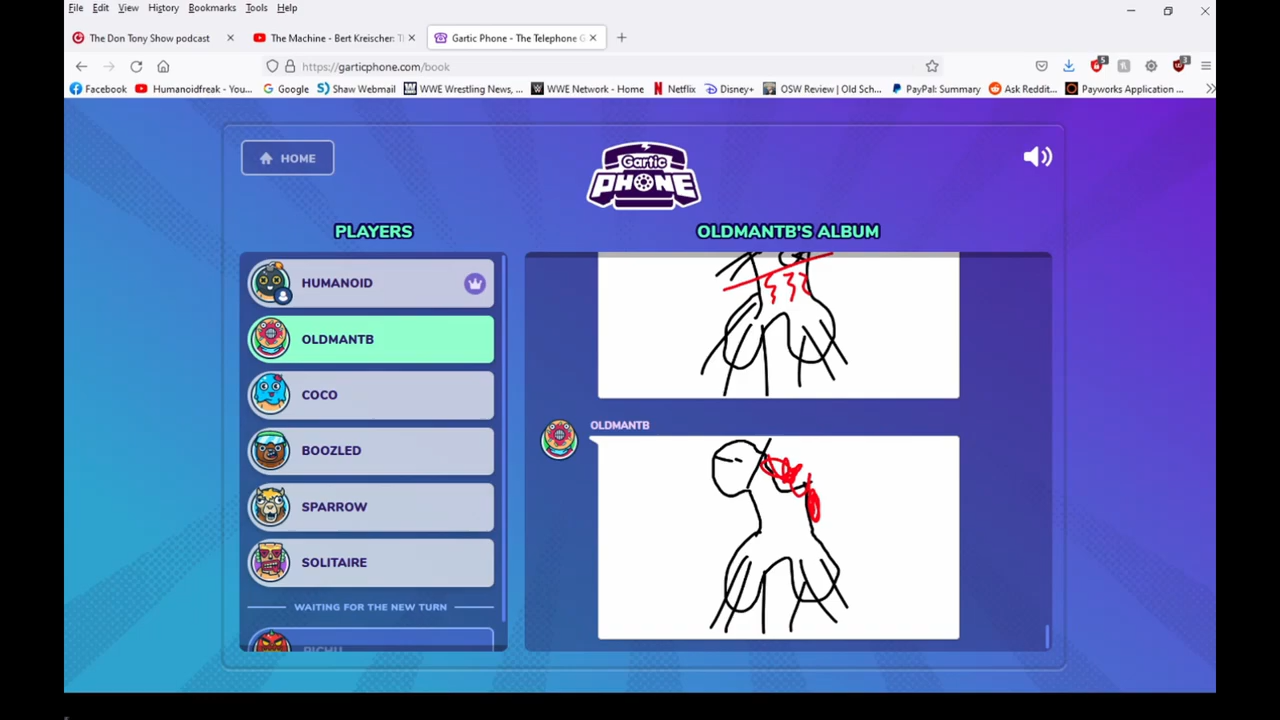 File Edit View History Bookmarks Tools Help
The Don Tony Show podcast
The Machine - Bert Kreischer: T
Gartic Phone - The Telephone G
https://garticphone.com/book
5
3
Facebook
Humanoidfreak - You...
Google
Shaw Webmail
WWE Wrestling News, ...
WWE Network - Home
Netflix
Disney+
OSW Review | Old Sch...
PayPal: Summary
Ask Reddit...
Payworks Application ...
HOME
Gartic
PHONE
PLAYERS
OLDMANTB'S ALBUM
HUMANOID
OLDMANTB
COCO
BOOZLED
SPARROW
SOLITAIRE
WAITING FOR THE NEW TURN
OLDMANTB